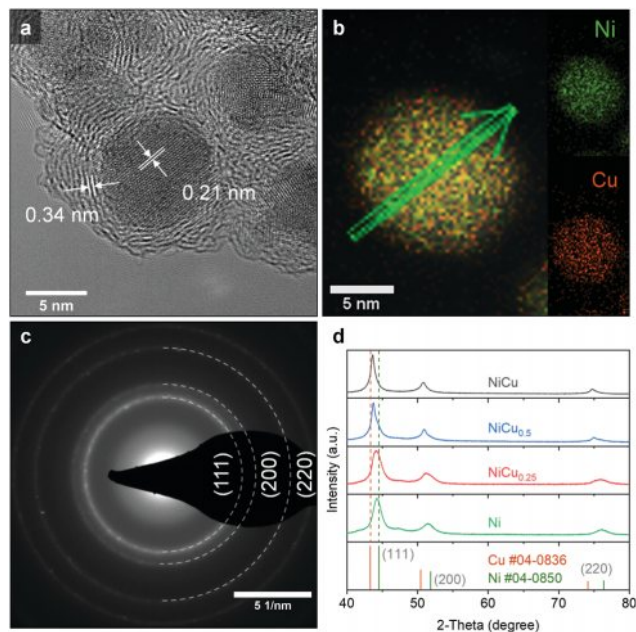 a
0.34 nm
0.21 nm
5 nm
b
Ni
Cu
5 nm
c
(111)
(200)
(220)
5 1/nm
d
Intensity (a.u.)
NiCu
NiCu₀.₅
NiCu₀.₂₅
Ni
(111)
Cu #04-0836
(220)
(200)
Ni #04-0850
40 50 60 70 80
2-Theta (degree)